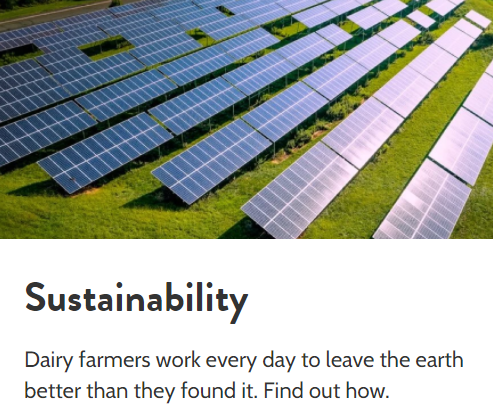 Sustainability
Dairy farmers work every day to leave the earth
better than they found it. Find out how.